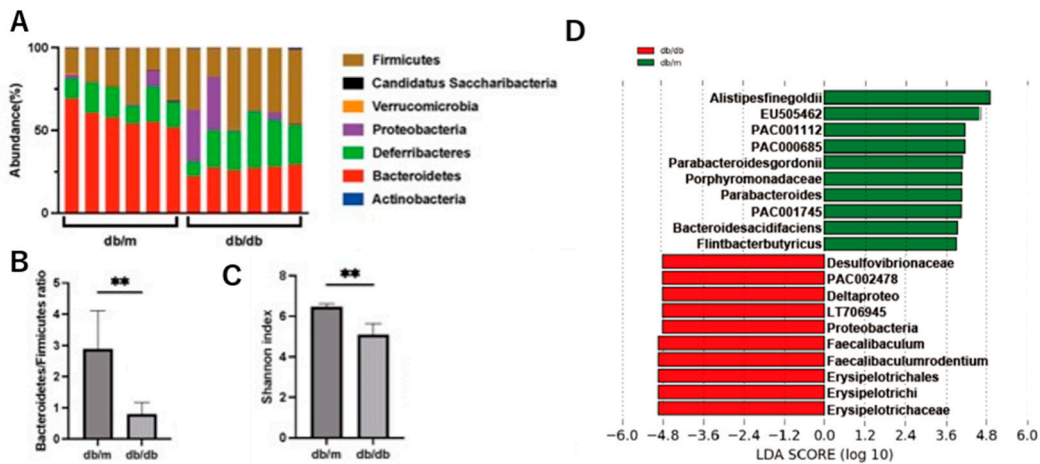 A
100
50
0
Abundance(%)
db/m
db/db
Firmicutes
Candidatus Saccharibacteria
Verrucomicrobia
Proteobacteria
Deferribacteres
Bacteroidetes
Actinobacteria
B
Bacteroidetes/Firmicutes ratio
5
4
3
2
1
0
**
db/m
db/db
C
Shannon index
8
6
4
2
0
**
db/m
db/db
D
db/db
db/m
Alistipesfinegoldii
EU505462
PAC001112
PAC000685
Parabacteroidesgordonii
Porphyromonadaceae
Parabacteroides
PAC001745
Bacteroidesacidifaciens
Flintbacterbutyricus
Desulfovibrionaceae
PAC002478
Deltaproteo
LT706945
Proteobacteria
Faecalibaculum
Faecalibaculumrodentium
Erysipelotrichales
Erysipelotrichi
Erysipelotrichaceae
−6.0 −4.8 −3.6 −2.4 −1.2 0.0 1.2 2.4 3.6 4.8 6.0
LDA SCORE (log 10)